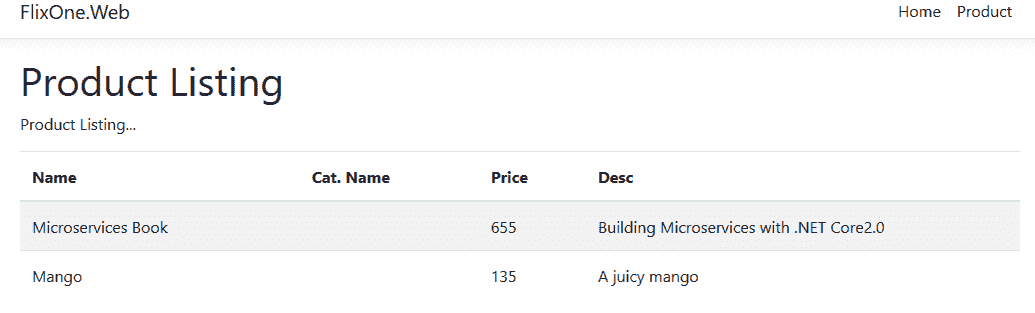 FlixOne.Web Home Product
Product Listing
Product Listing...
Name Cat. Name Price Desc
Microservices Book 655 Building Microservices with .NET Core2.0
Mango 135 A juicy mango